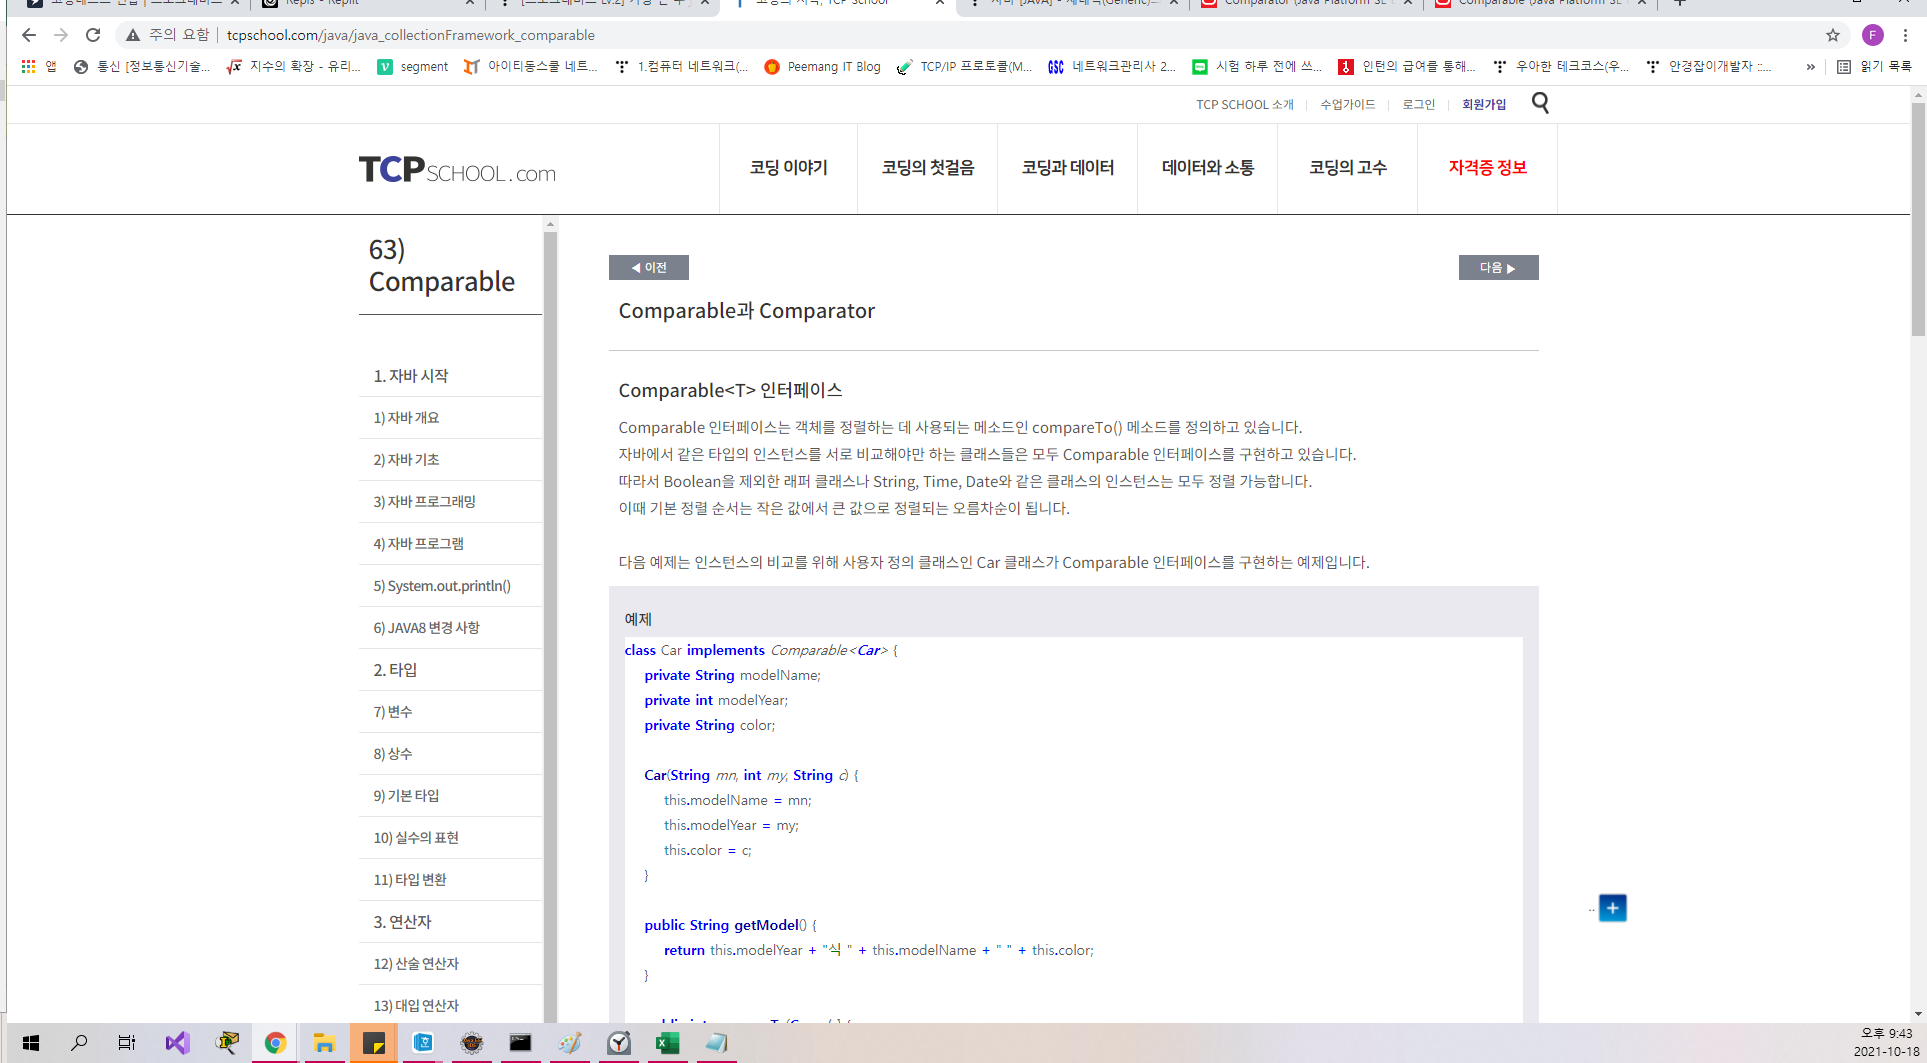 Repls - Replit
주의 요함
tcpschool.com/java/java_collectionFramework_comparable
읽기 목록
앱
통신 [정보통신기술...
지수의 확장 - 유리...
segment
아이티동스쿨 네트...
1.컴퓨터 네트워크(...
Peemang IT Blog
TCP/IP 프로토콜(M...
네트워크관리사 2...
시험 하루 전에 쓰...
인턴의 급여를 통해...
우아한 테크코스(우...
안경잡이개발자 ::...
TCP SCHOOL 소개
수업가이드
로그인
회원가입
TCPSCHOOL.com
코딩 이야기
코딩의 첫걸음
코딩과 데이터
데이터와 소통
코딩의 고수
자격증 정보
63)
Comparable
1. 자바 시작
1) 자바 개요
2) 자바 기초
3) 자바 프로그래밍
4) 자바 프로그램
5) System.out.println()
6) JAVA8 변경 사항
2. 타입
7) 변수
8) 상수
9) 기본 타입
10) 실수의 표현
11) 타입 변환
3. 연산자
12) 산술 연산자
13) 대입 연산자
◀ 이전
다음 ▶
Comparable과 Comparator
Comparable<T> 인터페이스
Comparable 인터페이스는 객체를 정렬하는 데 사용되는 메소드인 compareTo() 메소드를 정의하고 있습니다.
자바에서 같은 타입의 인스턴스를 서로 비교해야만 하는 클래스들은 모두 Comparable 인터페이스를 구현하고 있습니다.
따라서 Boolean을 제외한 래퍼 클래스나 String, Time, Date와 같은 클래스의 인스턴스는 모두 정렬 가능합니다.
이때 기본 정렬 순서는 작은 값에서 큰 값으로 정렬되는 오름차순이 됩니다.
다음 예제는 인스턴스의 비교를 위해 사용자 정의 클래스인 Car 클래스가 Comparable 인터페이스를 구현하는 예제입니다.
예제
class Car implements Comparable<Car> {
private String modelName;
private int modelYear;
private String color;
Car(String mn, int my, String c) {
this.modelName = mn;
this.modelYear = my;
this.color = c;
}
public String getModel() {
return this.modelYear + "식 " + this.modelName + " " + this.color;
}
오후 9:43
2021-10-18